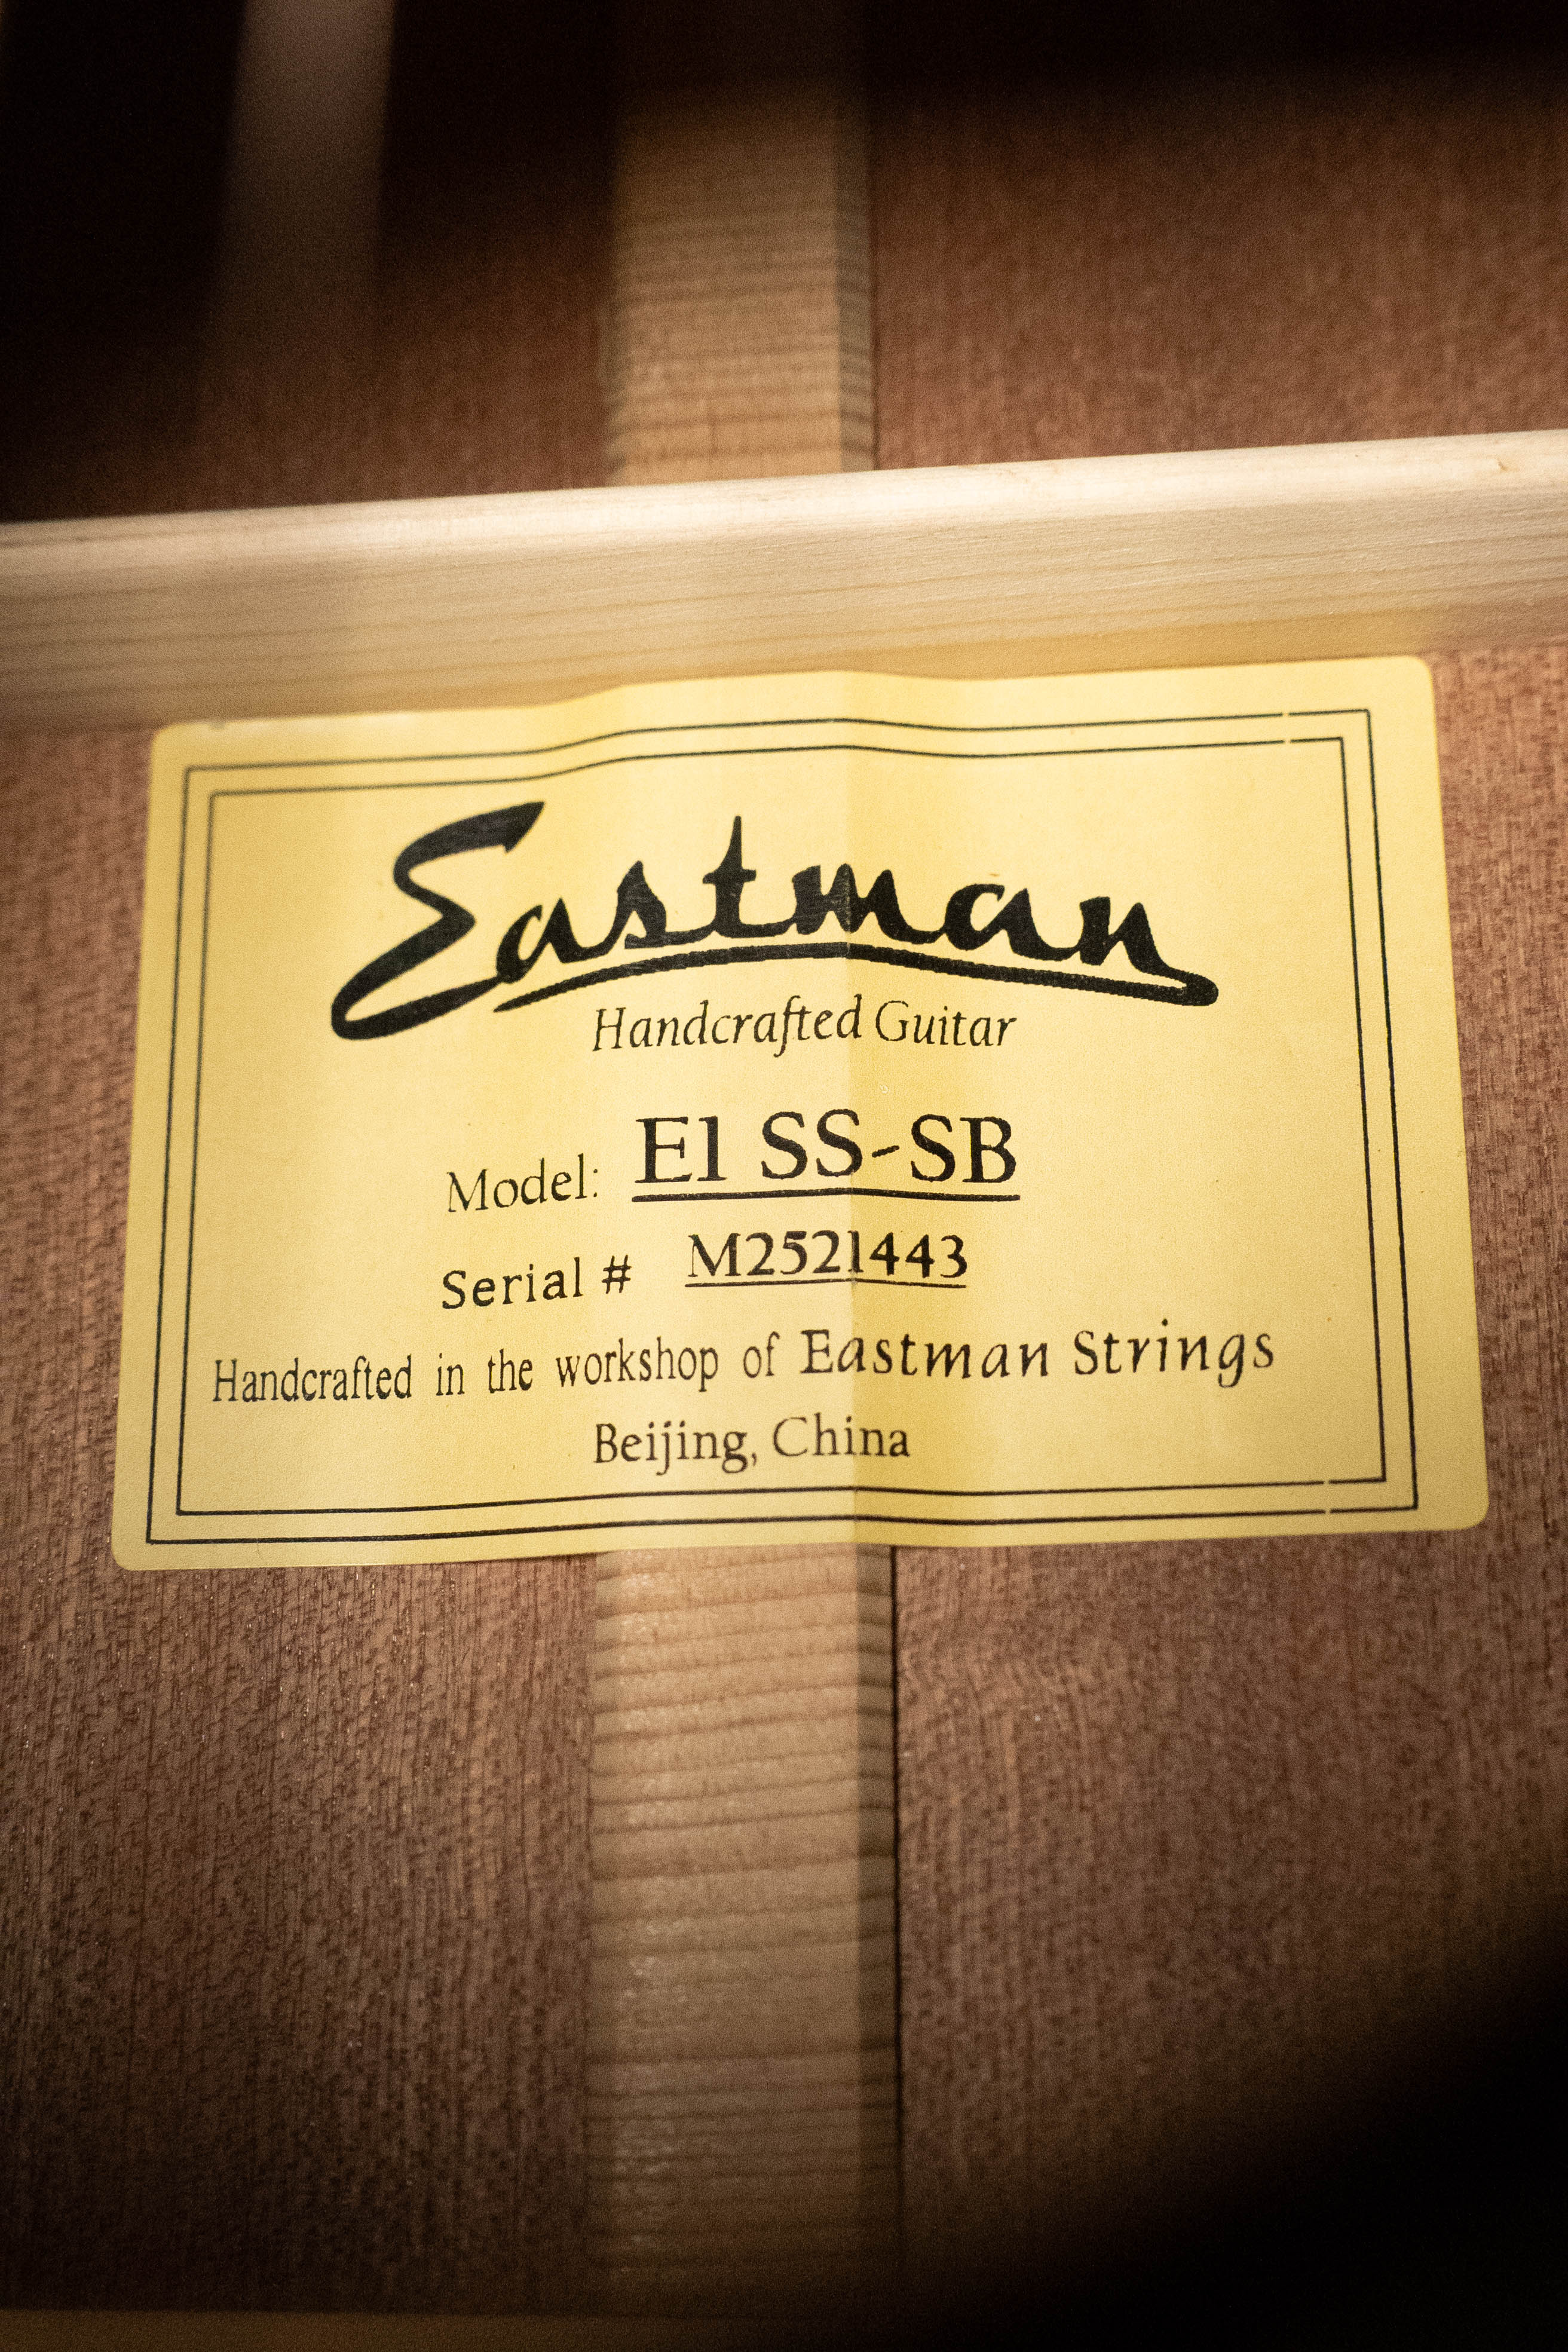 Eastman
Handcrafted Guitar
Model: E1 SS-SB
Serial # M2521443
Handcrafted in the workshop of Eastman Strings
Beijing, China